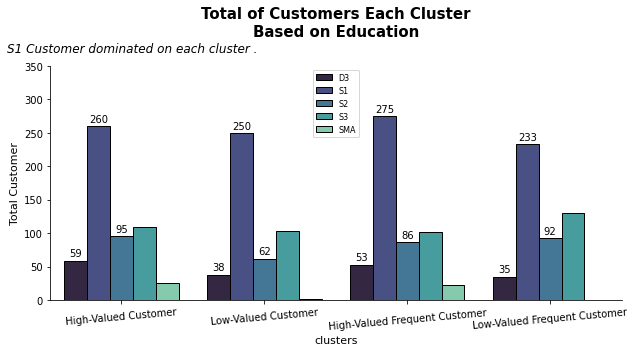 Total of Customers Each Cluster
Based on Education
S1 Customer dominated on each cluster .
350
300
250
200
150
100
50
0
Total Customer
D3
S1
S2
S3
SMA
59
260
95
38
250
62
53
275
86
35
233
92
High-Valued Customer
Low-Valued Customer
High-Valued Frequent Customer
Low-Valued Frequent Customer
clusters